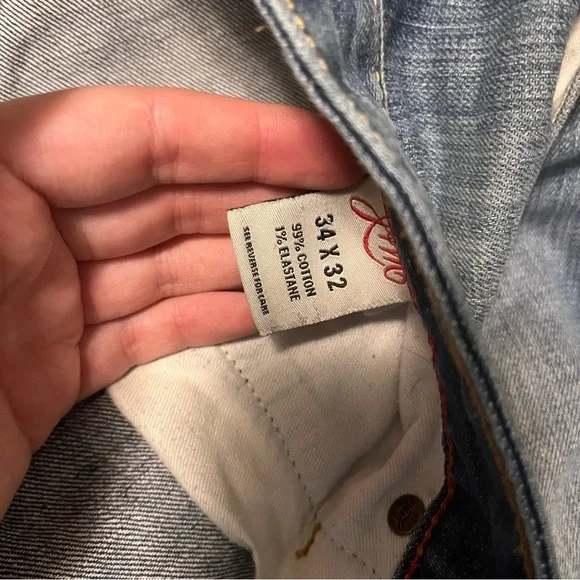 34 X 32
99% COTTON
1% ELASTANE
SEE REVERSE FOR CARE